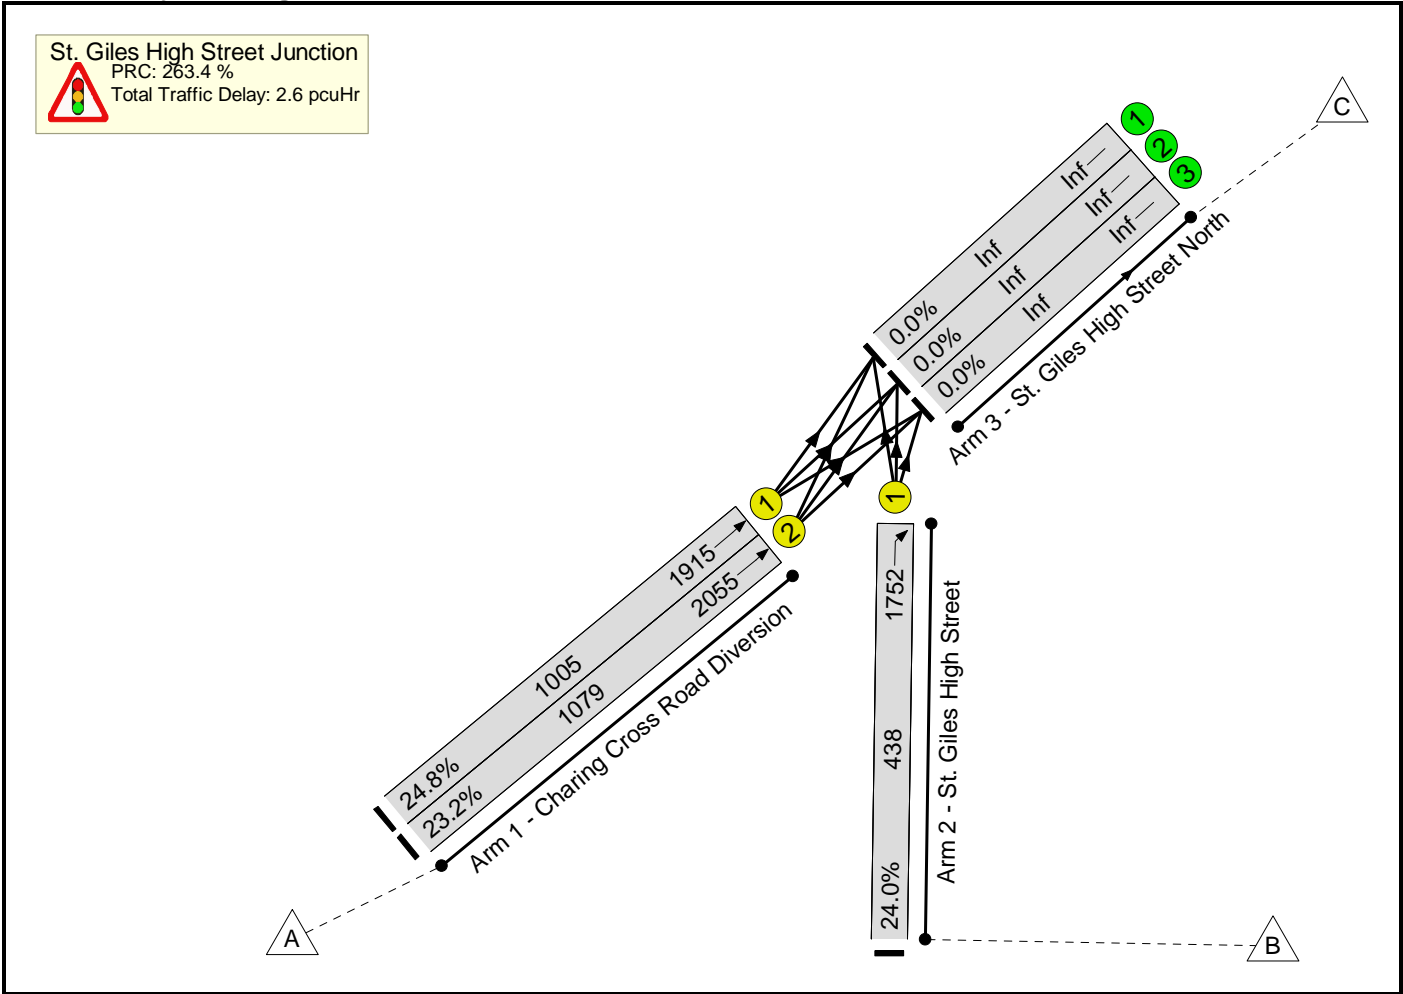 St. Giles High Street Junction
PRC: 263.4 %
Total Traffic Delay: 2.6 pcuHr
C
1
2
3
Inf
Inf
Inf
Inf
Inf
Inf
0.0%
0.0%
0.0%
Arm 3 - St. Giles High Street North
1
2
1
1915
2055
1005
1079
24.8%
23.2%
Arm 1 - Charing Cross Road Diversion
1752
438
24.0%
Arm 2 - St. Giles High Street
A
B